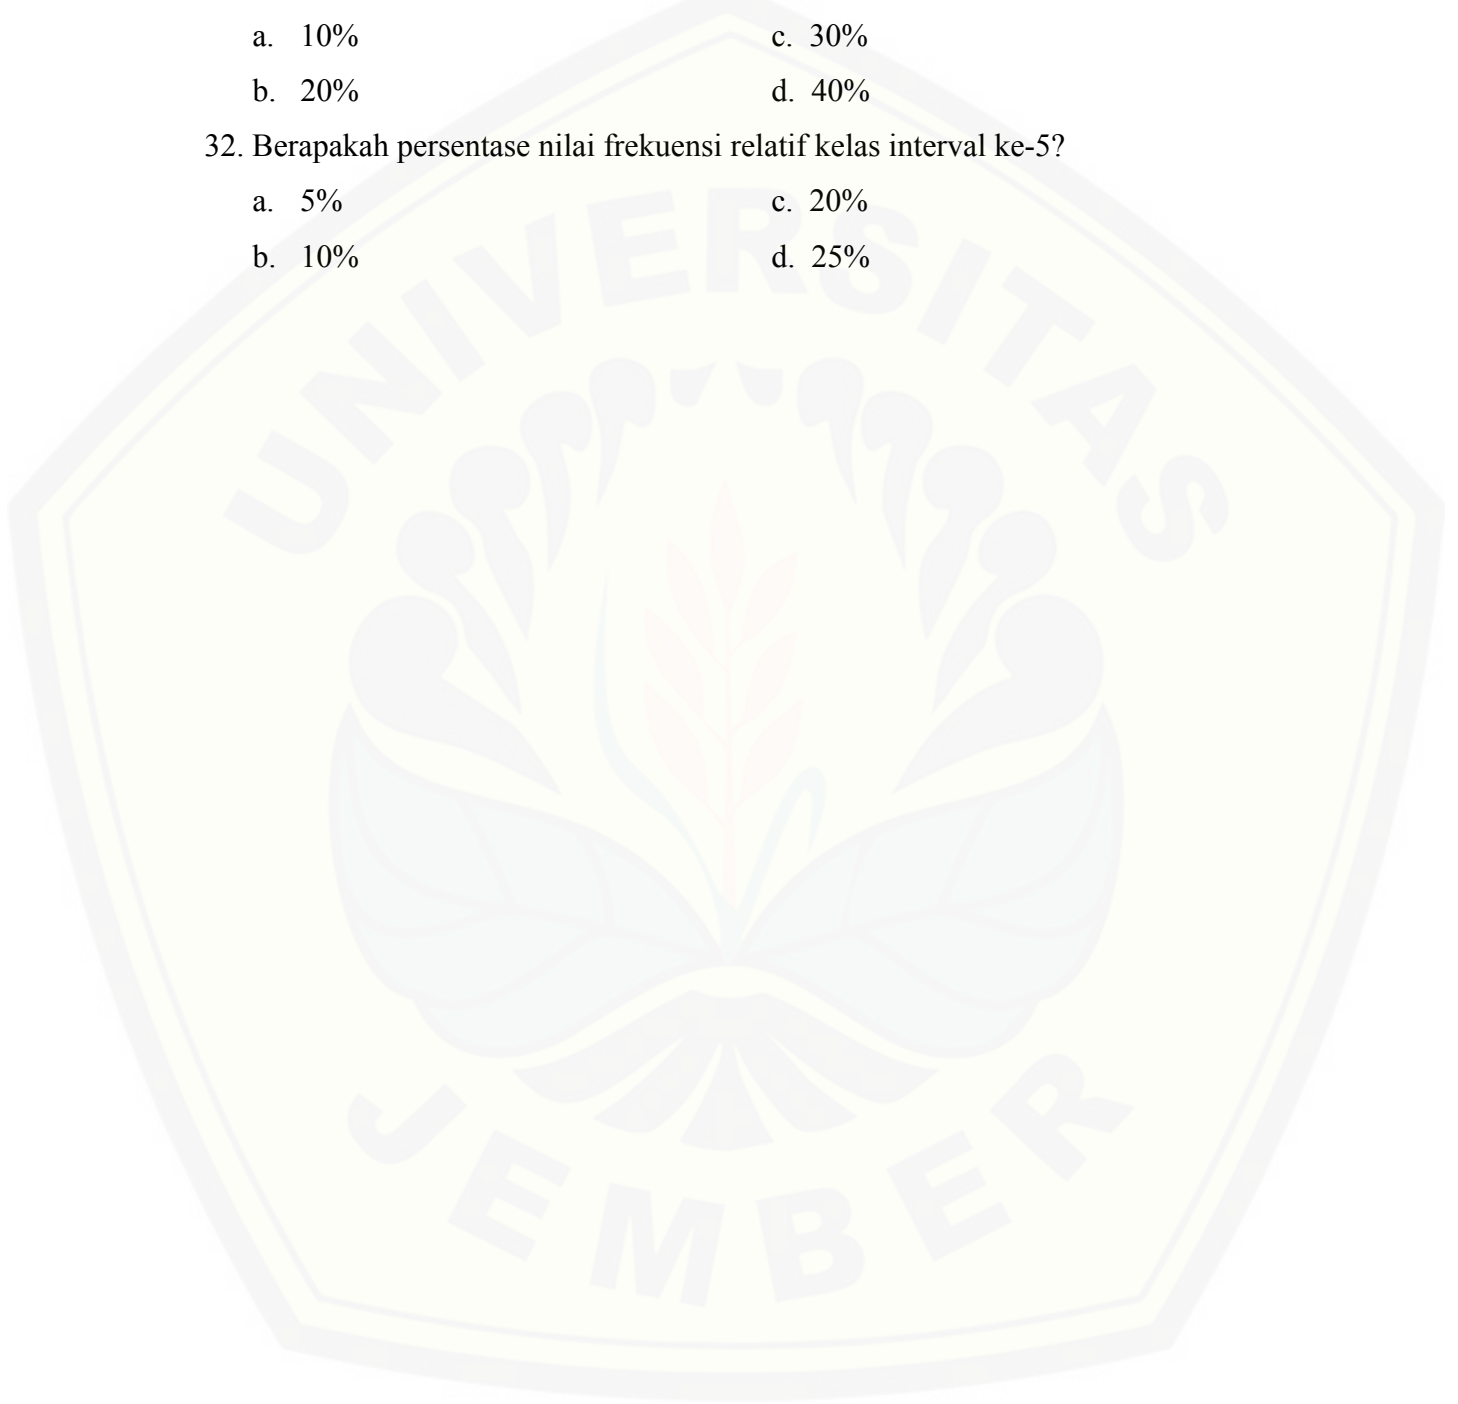 a. 10% c. 30%
b. 20% d. 40%
32. Berapakah persentase nilai frekuensi relatif kelas interval ke-5?
a. 5% c. 20%
b. 10% d. 25%
UNIVERSITAS
JEMBER